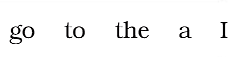 go to the a I